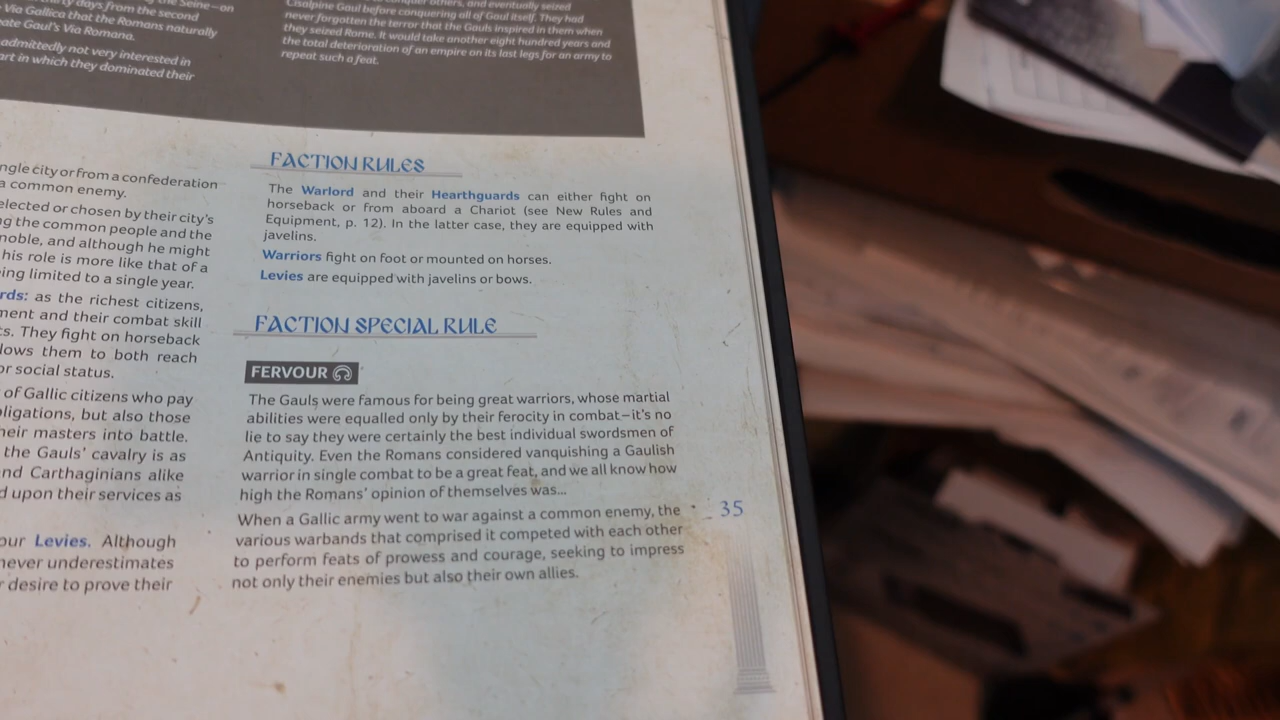 the Seine—on
thirty days from the second
Via Gallica that the Romans naturally
ate Gaul's Via Romana.
admittedly not very interested in
art in which they dominated their
Cisalpine Gaul before conquering all of Gaul itself. They had
never forgotten the terror that the Gauls inspired in them when
they seized Rome. It would take another eight hundred years and
the total deterioration of an empire on its last legs for an army to
repeat such a feat.
ngle city or from a confederation
a common enemy.
elected or chosen by their city's
ng the common people and the
noble, and although he might
his role is more like that of a
ing limited to a single year.
rds: as the richest citizens,
ment and their combat skill
s. They fight on horseback
lows them to both reach
or social status.
of Gallic citizens who pay
bligations, but also those
heir masters into battle.
the Gauls' cavalry is as
nd Carthaginians alike
d upon their services as
our Levies. Although
never underestimates
r desire to prove their
FACTION RULES
The Warlord and their Hearthguards can either fight on
horseback or from aboard a Chariot (see New Rules and
Equipment, p. 12). In the latter case, they are equipped with
javelins.
Warriors fight on foot or mounted on horses.
Levies are equipped with javelins or bows.
FACTION SPECIAL RULE
FERVOUR
The Gauls were famous for being great warriors, whose martial
abilities were equalled only by their ferocity in combat—it's no
lie to say they were certainly the best individual swordsmen of
Antiquity. Even the Romans considered vanquishing a Gaulish
warrior in single combat to be a great feat, and we all know how
high the Romans' opinion of themselves was...
When a Gallic army went to war against a common enemy, the
various warbands that comprised it competed with each other
to perform feats of prowess and courage, seeking to impress
not only their enemies but also their own allies.
35